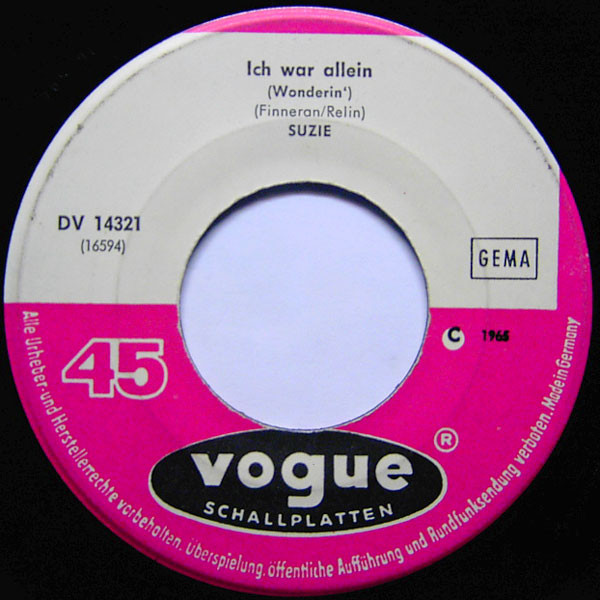 Ich war allein
(Wonderin')
(Finneran/Relin)
SUZIE
DV 14321
(16594)
GEMA
45
C 1965
vogue ®
SCHALLPLATTEN
Alle Urheber-und Herstellerrechte vorbehalten. Überspielung, öffentliche Aufführung und Rundfunksendung verboten. Made in Germany